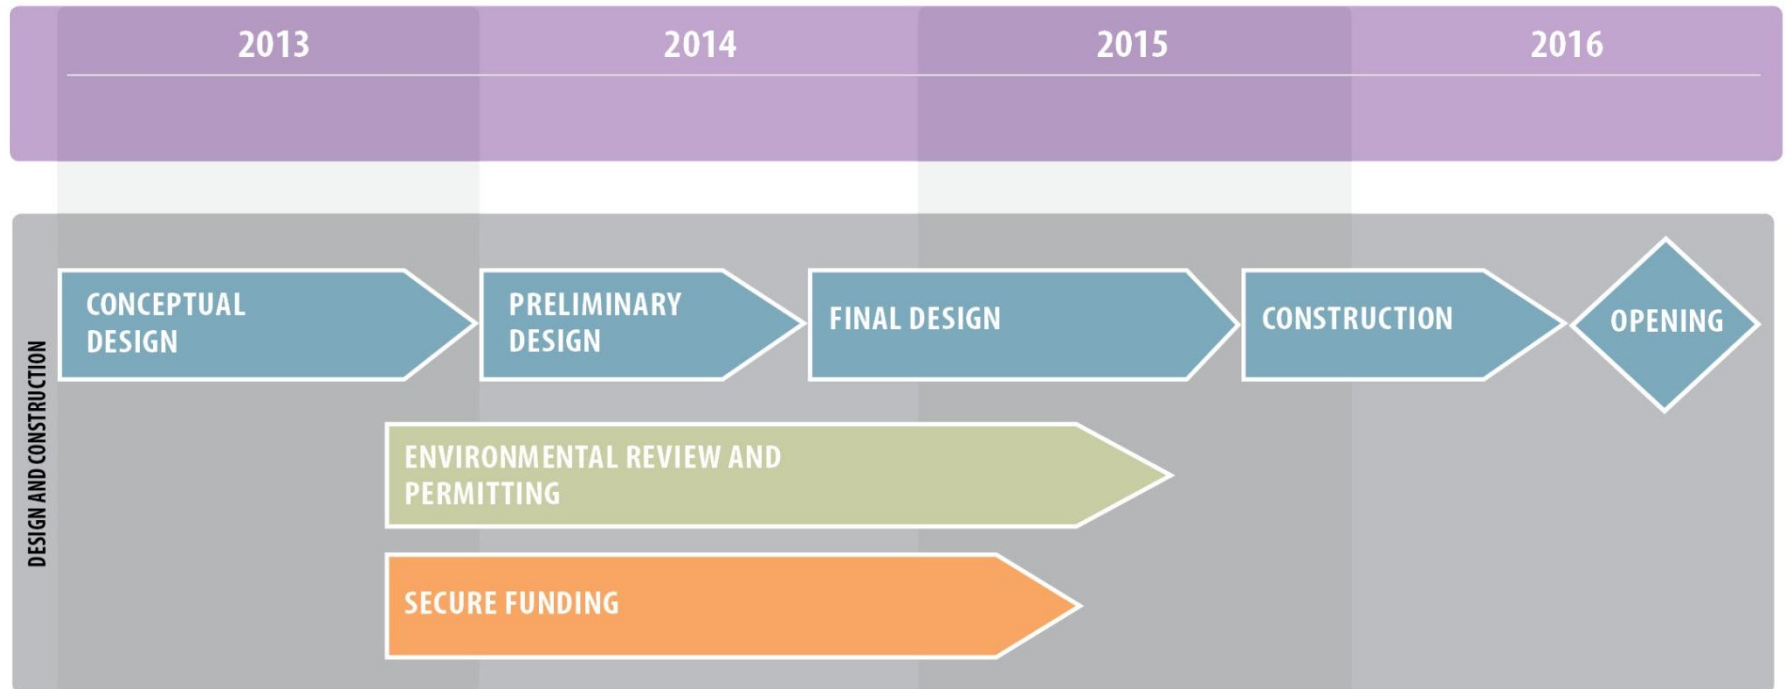 2013 2014 2015 2016
DESIGN AND CONSTRUCTION
CONCEPTUAL
DESIGN
PRELIMINARY
DESIGN
FINAL DESIGN
CONSTRUCTION
OPENING
ENVIRONMENTAL REVIEW AND
PERMITTING
SECURE FUNDING